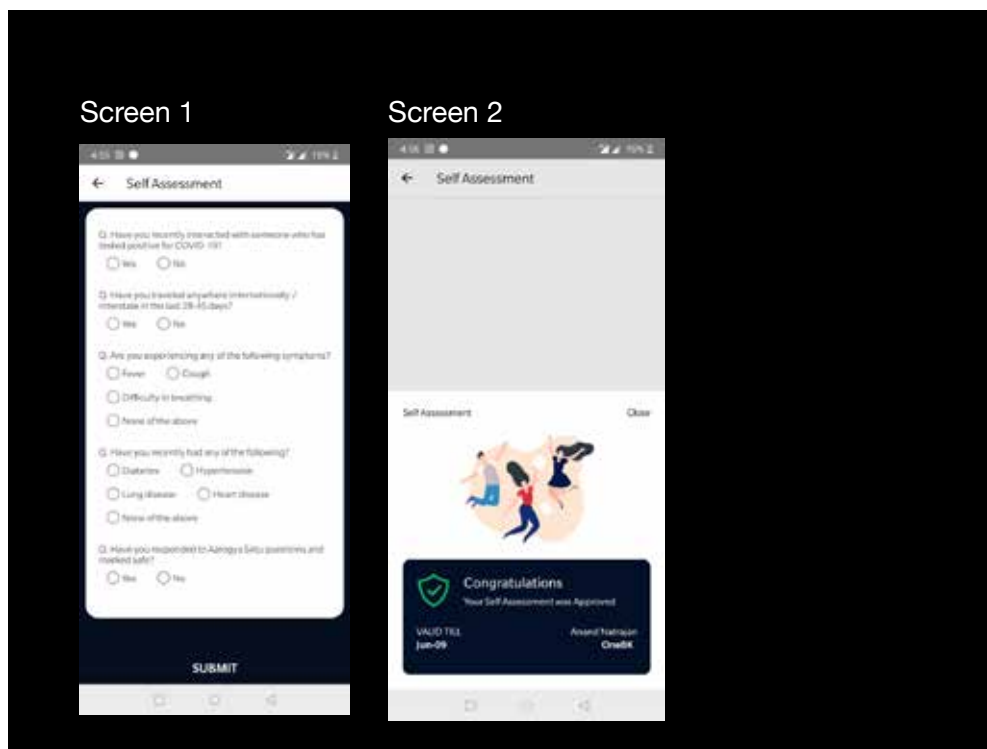 Screen 1
Screen 2
4:55
Self Assessment
Q. Have you recently interacted with someone who has
tested positive for COVID-19?
Yes No
Q. Have you traveled anywhere internationally /
interstate in the last 28-45 days?
Yes No
Q. Are you experiencing any of the following symptoms?
Fever Cough
Difficulty in breathing
None of the above
Q. Have you recently had any of the following?
Diabetes Hypertension
Lung disease Heart disease
None of the above
Q. Have you responded to Aarogya Setu questions and
marked safe?
Yes No
SUBMIT
Self Assessment
Self Assessment Close
Congratulations
Your Self Assessment was Approved
VALID TILL Anand Natrajan
Jun-09